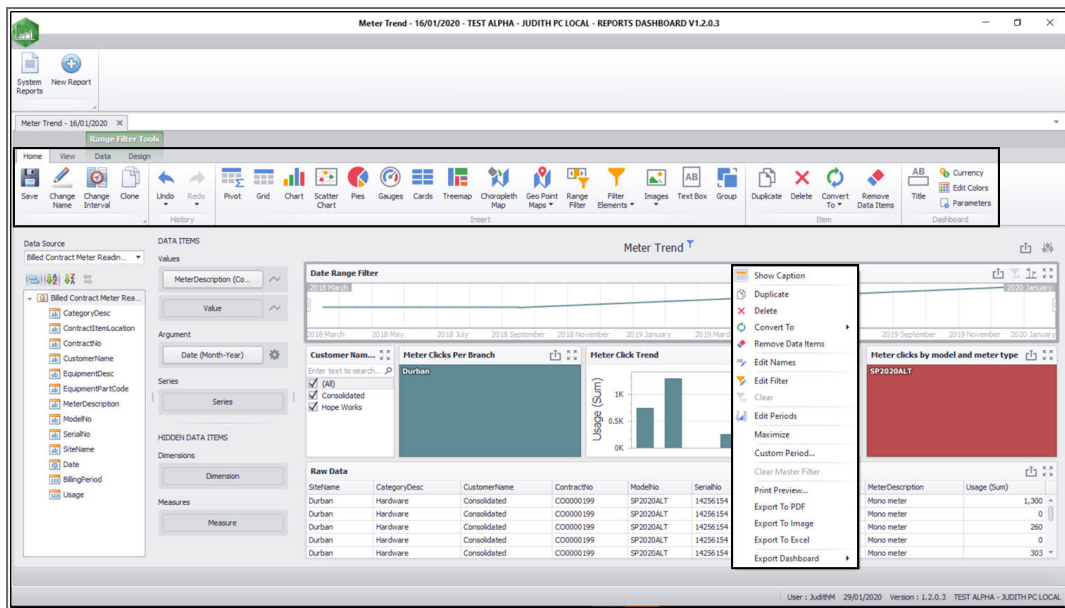 Meter Trend - 16/01/2020 - TEST ALPHA - JUDITH PC LOCAL - REPORTS DASHBOARD V1.2.0.3
System Reports
New Report
Meter Trend - 16/01/2020
Range Filter Tools
Home View Data Design
Save
Change Name
Change Interval
Clone
Undo
Redo
Pivot
Grid
Chart
Scatter Chart
Pies
Gauges
Cards
Treemap
Choropleth Map
Geo Point Maps
Range Filter
Filter Elements
Images
Text Box
Group
Duplicate
Delete
Convert To
Remove Data Items
AB
Title
Currency
Edit Colors
Parameters
History
Insert
Item
Dashboard
Data Source
Billed Contract Meter Readin...
Billed Contract Meter Rea...
CategoryDesc
ContractItemLocation
ContractNo
CustomerName
EquipmentDesc
EquipmentPartCode
MeterDescription
ModelNo
SerialNo
SiteName
Date
BillingPeriod
Usage
DATA ITEMS
Values
MeterDescription (Co...
Value
Argument
Date (Month-Year)
Series
Series
HIDDEN DATA ITEMS
Dimensions
Dimension
Measures
Measure
Meter Trend
Date Range Filter
2018 March
2020 January
2018 March 2018 May 2018 July 2018 September 2018 November 2019 January 2019 March 2019 September 2019 November 2020 January
Customer Nam...
Enter text to search...
(All)
Consolidated
Hope Works
Meter Clicks Per Branch
Durban
Meter Click Trend
Usage (Sum)
1K
0.5K
0K
Meter clicks by model and meter type
SP2020ALT
Show Caption
Duplicate
Delete
Convert To
Remove Data Items
Edit Names
Edit Filter
Clear
Edit Periods
Maximize
Custom Period...
Clear Master Filter
Print Preview...
Export To PDF
Export To Image
Export To Excel
Export Dashboard
Raw Data
SiteName CategoryDesc CustomerName ContractNo ModelNo SerialNo MeterDescription Usage (Sum)
Durban Hardware Consolidated CO0000199 SP2020ALT 14256154 Mono meter 1,300
Durban Hardware Consolidated CO0000199 SP2020ALT 14256154 Mono meter 0
Durban Hardware Consolidated CO0000199 SP2020ALT 14256154 Mono meter 260
Durban Hardware Consolidated CO0000199 SP2020ALT 14256154 Mono meter 0
Durban Hardware Consolidated CO0000199 SP2020ALT 14256154 Mono meter 303
User : JudithM 29/01/2020 Version : 1.2.0.3 TEST ALPHA - JUDITH PC LOCAL